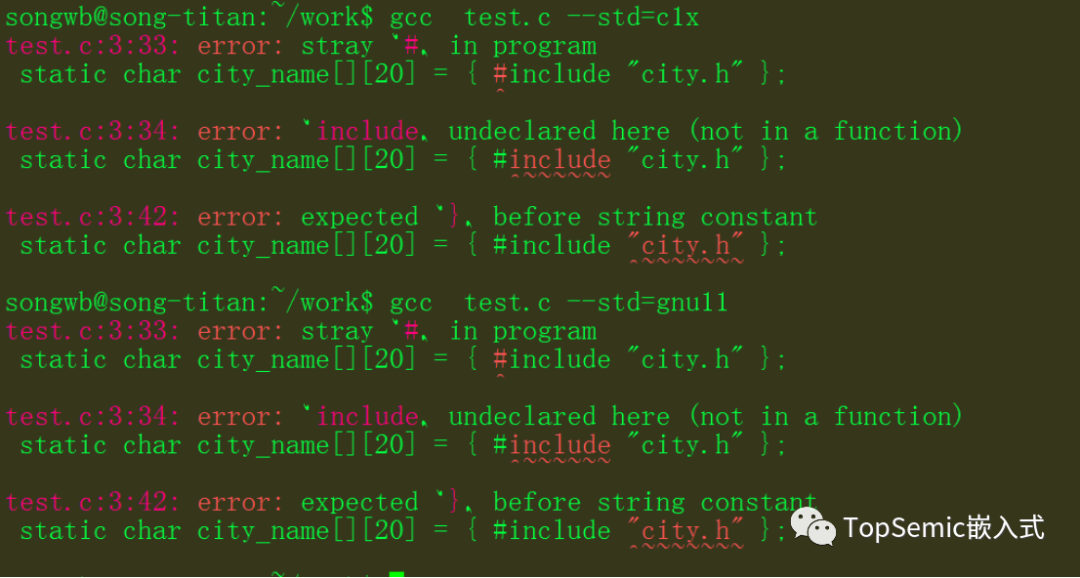 songwb@song-titan:~/work$ gcc  test.c --std=c1x
test.c:3:33: error: stray ‘#’ in program
 static char city_name[][20] = { #include "city.h" };
                                 ^
test.c:3:34: error: ‘include’ undeclared here (not in a function)
 static char city_name[][20] = { #include "city.h" };
                                  ^~~~~~~
test.c:3:42: error: expected ‘}’ before string constant
 static char city_name[][20] = { #include "city.h" };
                                          ^~~~~~~~
songwb@song-titan:~/work$ gcc  test.c --std=gnu11
test.c:3:33: error: stray ‘#’ in program
 static char city_name[][20] = { #include "city.h" };
                                 ^
test.c:3:34: error: ‘include’ undeclared here (not in a function)
 static char city_name[][20] = { #include "city.h" };
                                  ^~~~~~~
test.c:3:42: error: expected ‘}’ before string constant
 static char city_name[][20] = { #include "city.h" };
                                          ^~~~~~~~
TopSemic嵌入式